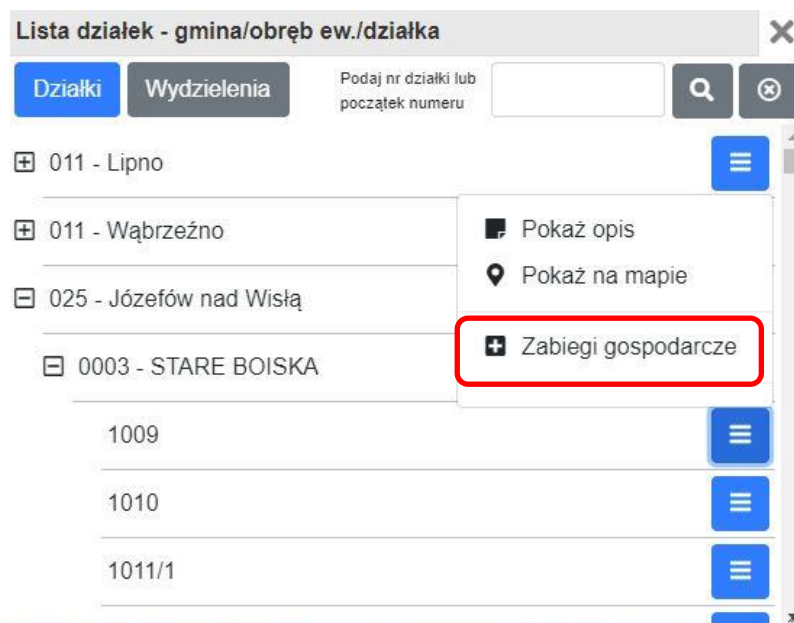 Lista działek - gmina/obręb ew./działka
Działki
Wydzielenia
Podaj nr działki lub
początek numeru
011 - Lipno
011 - Wąbrzeźno
Pokaż opis
Pokaż na mapie
025 - Józefów nad Wisłą
Zabiegi gospodarcze
0003 - STARE BOISKA
1009
1010
1011/1